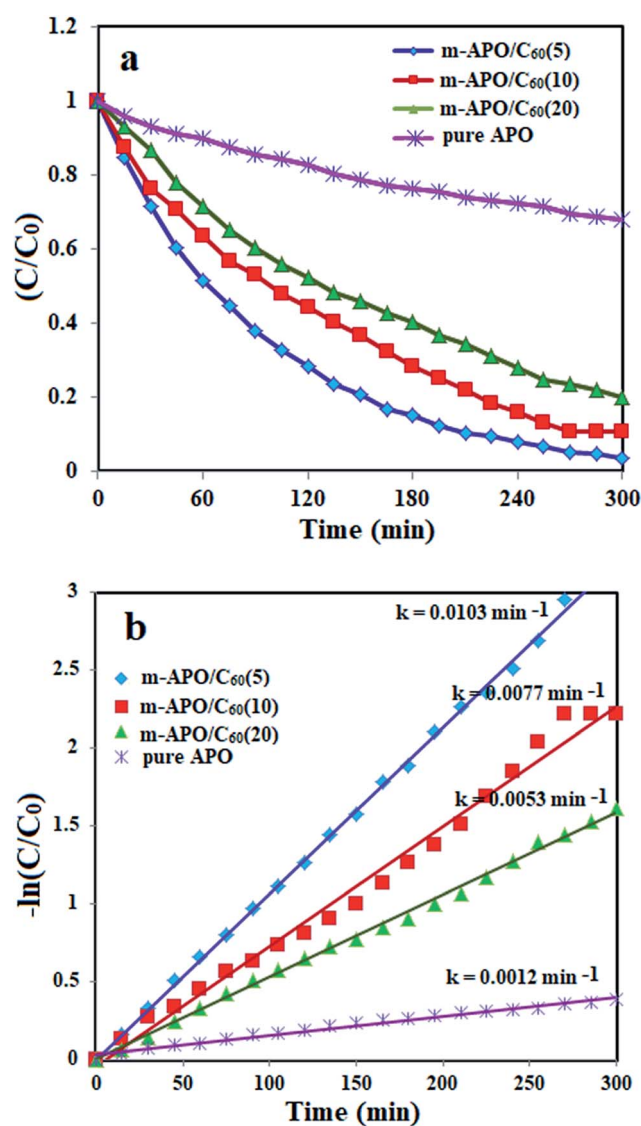 1.2
a
m-APO/C₆₀(5)
m-APO/C₆₀(10)
m-APO/C₆₀(20)
pure APO
1
0.8
0.6
0.4
0.2
0
(C/C₀)
0 60 120 180 240 300
Time (min)
3
b
k = 0.0103 min ⁻¹
m-APO/C₆₀(5)
m-APO/C₆₀(10)
m-APO/C₆₀(20)
pure APO
2.5
k = 0.0077 min ⁻¹
2
k = 0.0053 min ⁻¹
1.5
1
k = 0.0012 min ⁻¹
0.5
0
-ln(C/C₀)
0 50 100 150 200 250 300
Time (min)